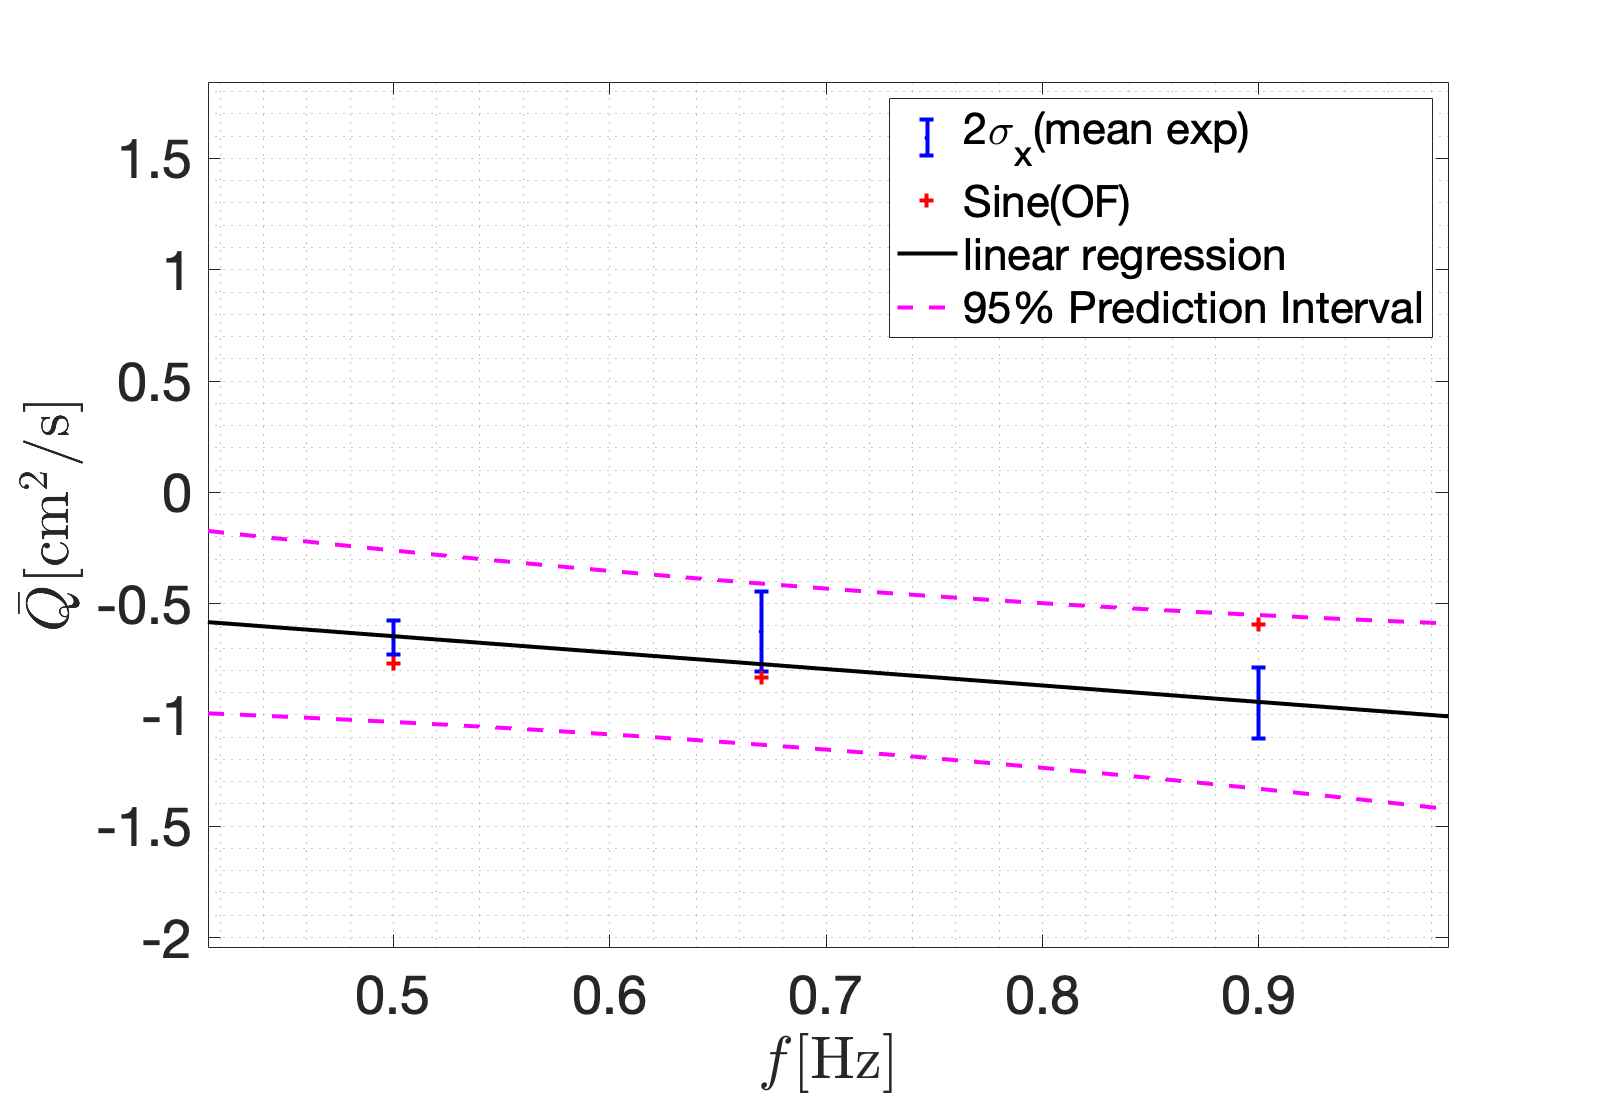 2σx(mean exp)
Sine(OF)
linear regression
95% Prediction Interval
1.5
1
0.5
0
-0.5
-1
-1.5
-2
Q̄[cm²/s]
0.5 0.6 0.7 0.8 0.9
f[Hz]